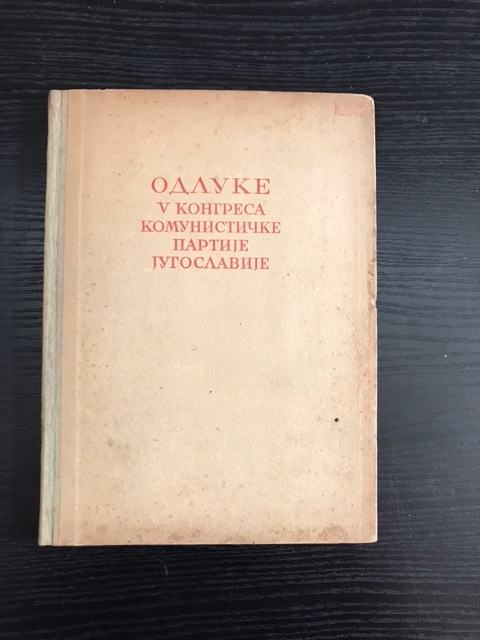 ОДЛУКЕ
V КОНГРЕСА
КОМУНИСТИЧКЕ
ПАРТИЈЕ
ЈУГОСЛАВИЈЕ